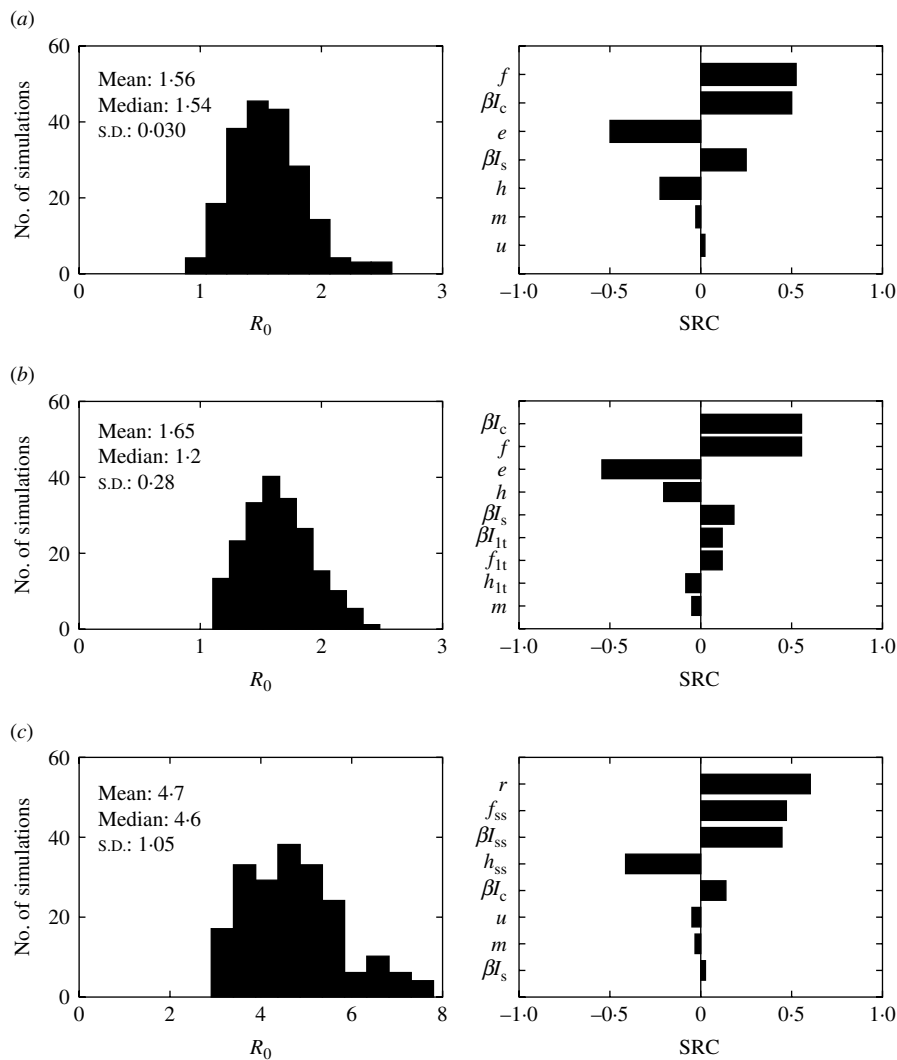 (a)
60
40
20
0
No. of simulations
Mean: 1·56
Median: 1·54
S.D.: 0·030
0 1 2 3
R0
f
βIc
e
βIs
h
m
u
−1·0 −0·5 0 0·5 1·0
SRC
(b)
60
40
20
0
No. of simulations
Mean: 1·65
Median: 1·2
S.D.: 0·28
0 1 2 3
R0
βIc
f
e
h
βIs
βI1t
f1t
h1t
m
−1·0 −0·5 0 0·5 1·0
SRC
(c)
60
40
20
0
No. of simulations
Mean: 4·7
Median: 4·6
S.D.: 1·05
0 2 4 6 8
R0
r
fss
βIss
hss
βIc
u
m
βIs
−1·0 −0·5 0 0·5 1·0
SRC